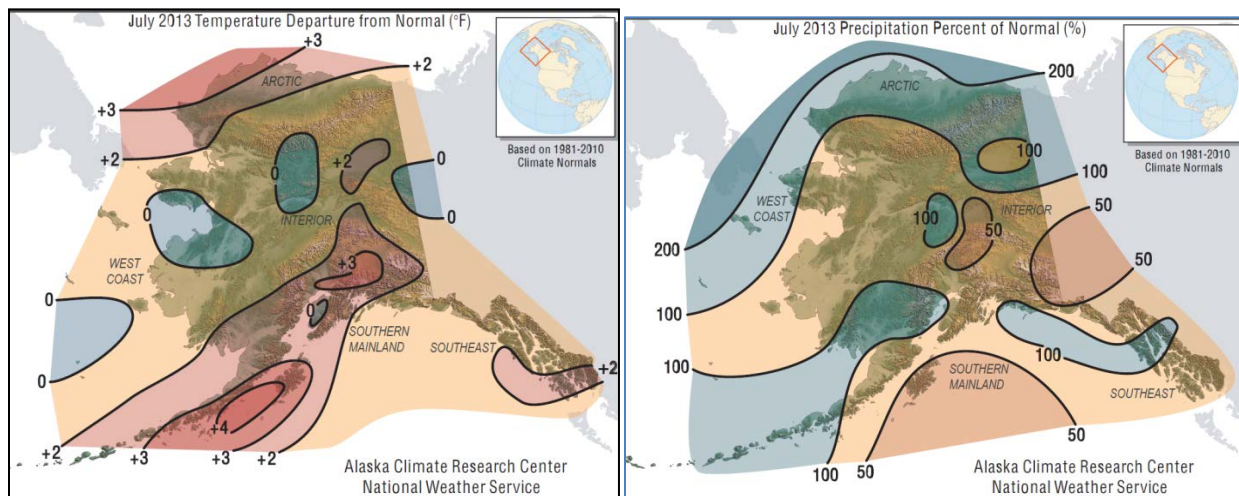 July 2013 Temperature Departure from Normal (°F)
+3
+2
ARCTIC
+3
+2
Based on 1981-2010
Climate Normals
0
+2
0
0
INTERIOR
0
WEST
COAST
+3
0
0
SOUTHERN
MAINLAND
SOUTHEAST
+2
0
+4
+2
+3
+3
+2
Alaska Climate Research Center
National Weather Service
July 2013 Precipitation Percent of Normal (%)
200
ARCTIC
Based on 1981-2010
Climate Normals
100
100
WEST
COAST
INTERIOR
50
100
50
200
50
100
100
100
SOUTHERN
MAINLAND
SOUTHEAST
50
100
50
Alaska Climate Research Center
National Weather Service